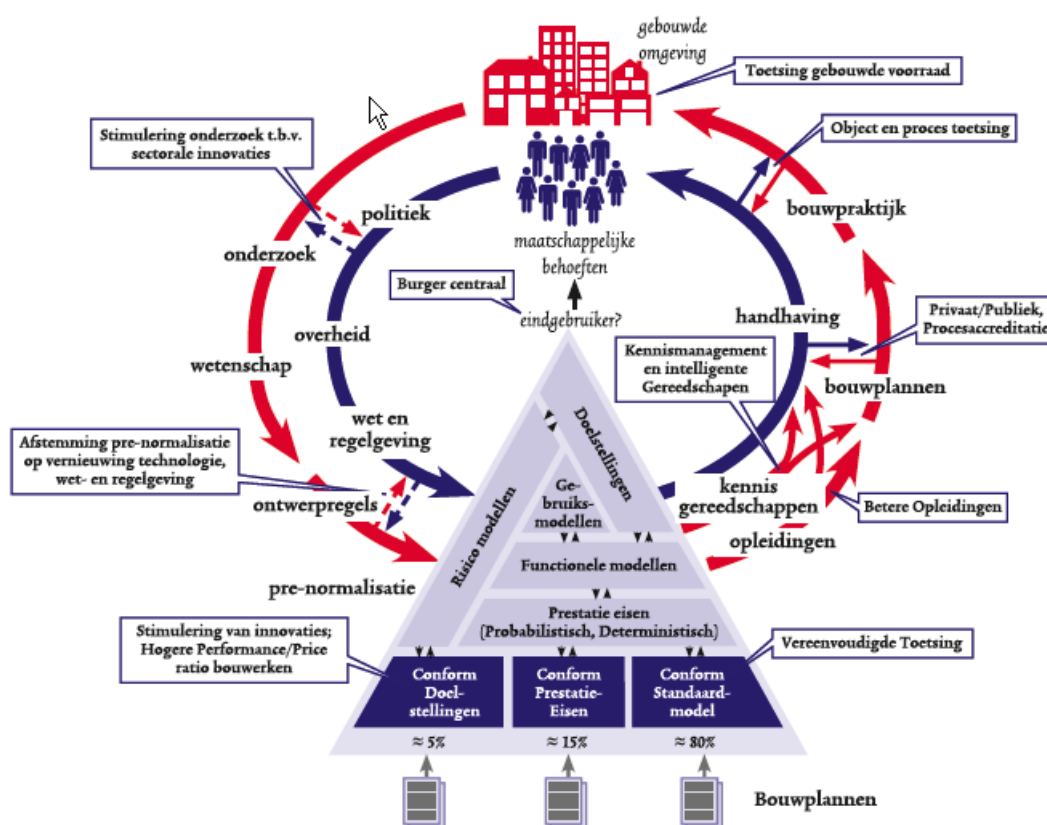 gebouwde
omgeving
Toetsing gebouwde voorraad
Stimulering onderzoek t.b.v.
sectorale innovaties
Object en proces toetsing
politiek
bouwpraktijk
onderzoek
maatschappelijke
behoeften
Burger centraal
eindgebruiker?
handhaving
Privaat/Publiek,
Procesaccreditatie
overheid
wetenschap
Kennismanagement
en intelligente
Gereedschapen
bouwplannen
wet en
regelgeving
Doelstellingen
Afstemming pre-normalisatie
op vernieuwing technologie,
wet- en regelgeving
ontwerpregels
Risico modellen
Ge-
bruiks-
modellen
kennis
gereedschappen
Betere Opleidingen
opleidingen
Functionele modellen
pre-normalisatie
Prestatie eisen
(Probabilistisch, Deterministisch)
Stimulering van innovaties;
Hogere Performance/Price
ratio bouwerken
Vereenvoudigde Toetsing
Conform
Doel-
stellingen
Conform
Prestatie-
Eisen
Conform
Standaard-
model
≈ 5%
≈ 15%
≈ 80%
Bouwplannen